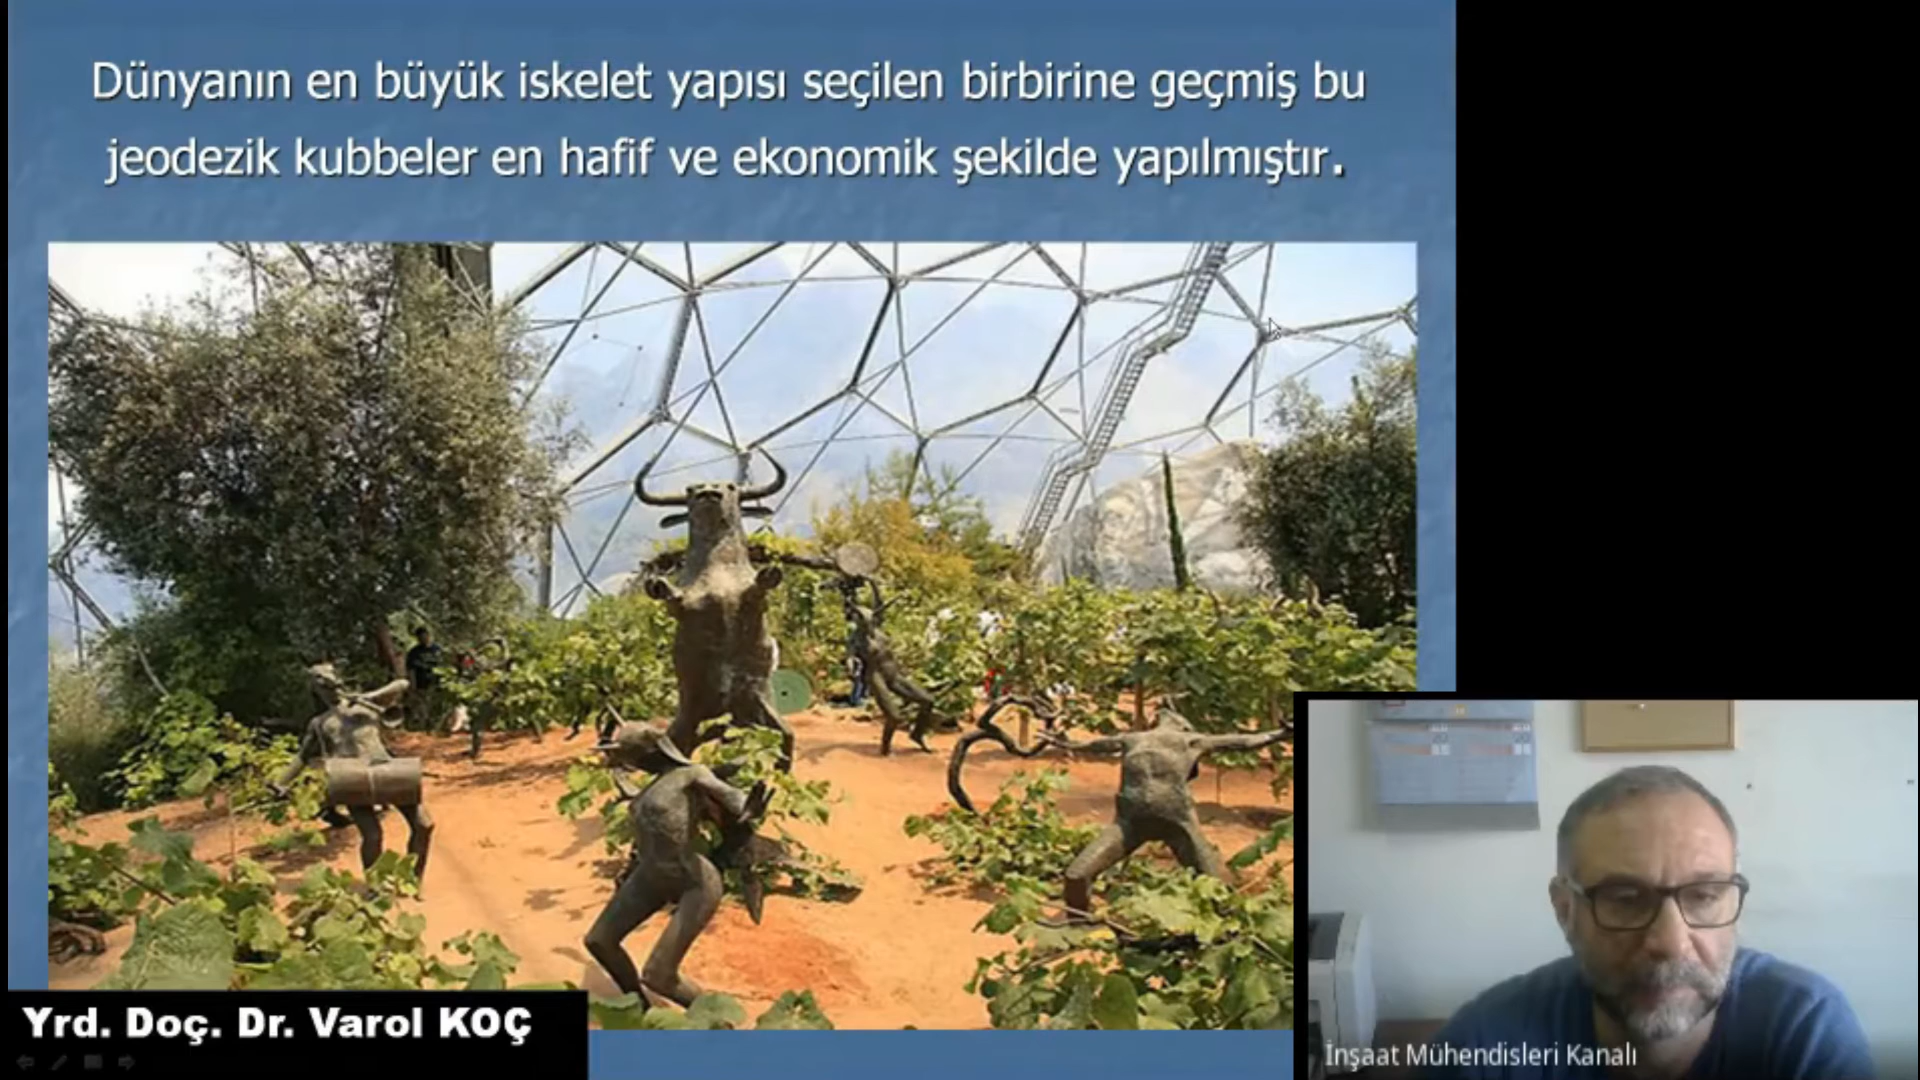 Dünyanın en büyük iskelet yapısı seçilen birbirine geçmiş bu
jeodezik kubbeler en hafif ve ekonomik şekilde yapılmıştır.
Yrd. Doç. Dr. Varol KOÇ
İnşaat Mühendisleri Kanalı